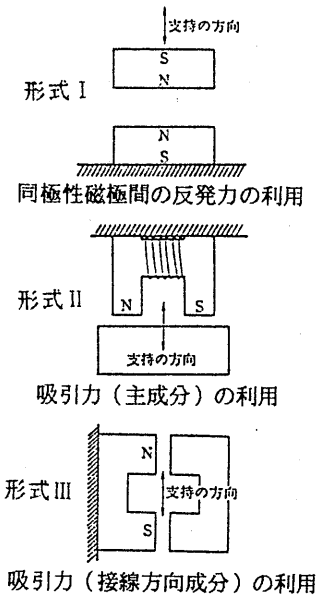 支持の方向
S
N
形式 I
N
S
同極性磁極間の反発力の利用
形式 II
N S
支持の方向
吸引力（主成分）の利用
N
形式 III
支持の方向
S
吸引力（接線方向成分）の利用